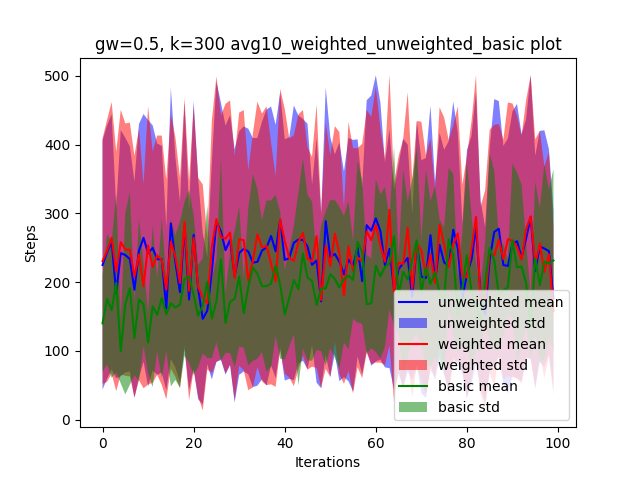 gw=0.5, k=300 avg10_weighted_unweighted_basic plot
Steps
500
400
300
200
100
0
0 20 40 60 80 100
Iterations
unweighted mean
unweighted std
weighted mean
weighted std
basic mean
basic std